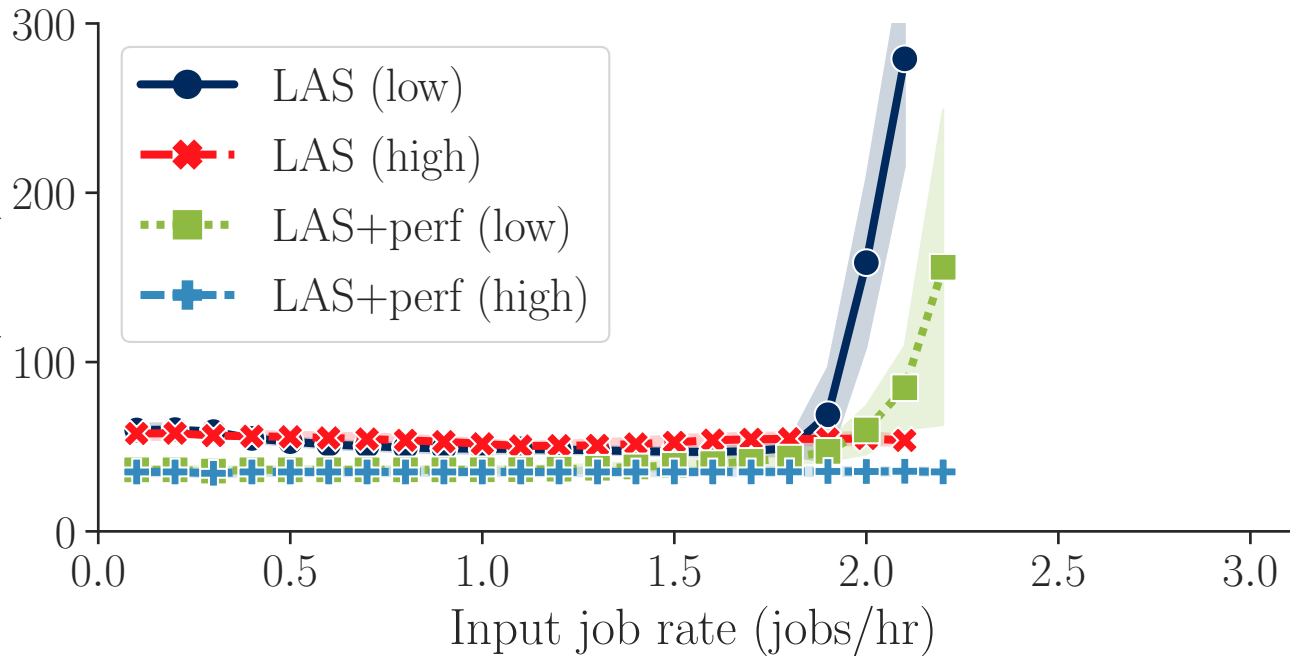 300
200
100
0
LAS (low)
LAS (high)
LAS+perf (low)
LAS+perf (high)
0.0 0.5 1.0 1.5 2.0 2.5 3.0
Input job rate (jobs/hr)